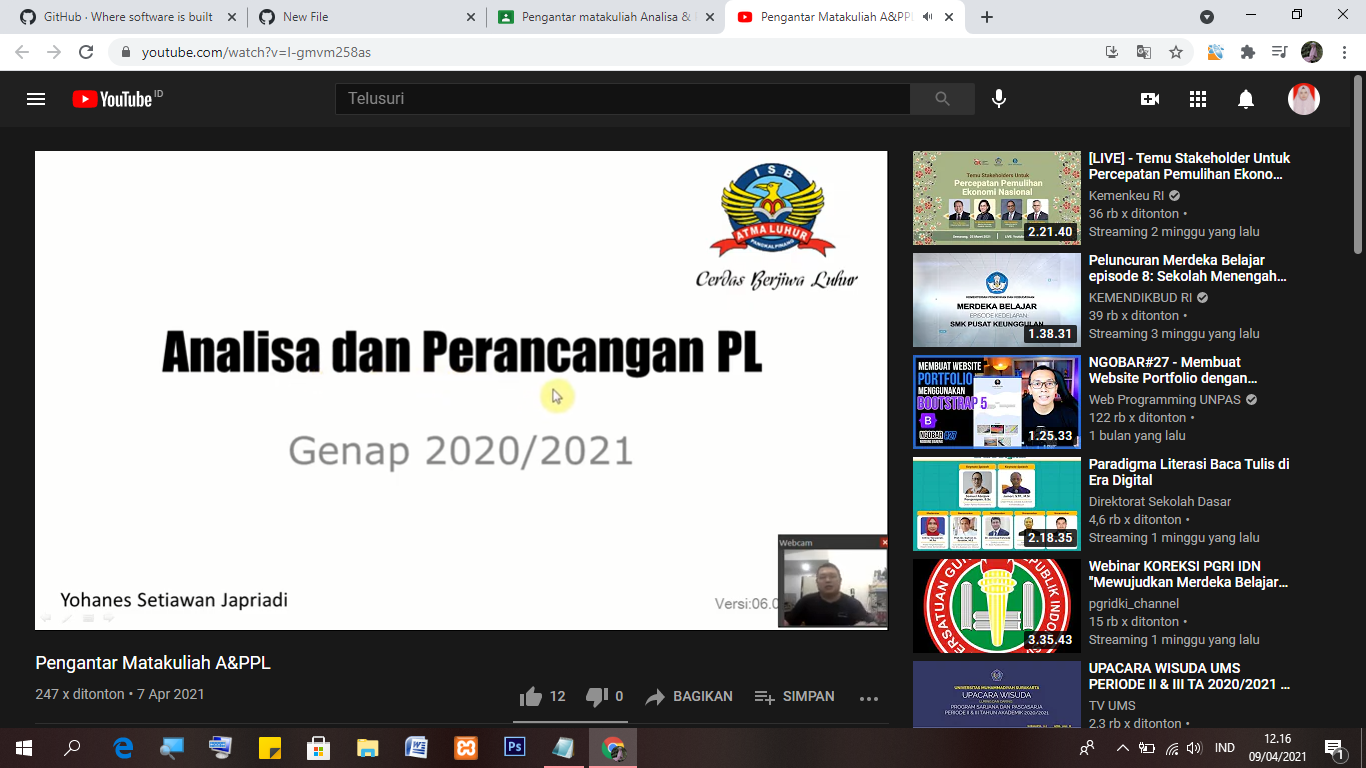 GitHub · Where software is built
New File
Pengantar matakuliah Analisa &
Pengantar Matakuliah A&PPL
youtube.com/watch?v=I-gmvm258as
YouTube ID
Telusuri
ISB
ATMA LUHUR
PANGKALPINANG
Cerdas Berjiwa Luhur
Analisa dan Perancangan PL
Genap 2020/2021
Webcam
Yohanes Setiawan Japriadi
Versi:06.0
Pengantar Matakuliah A&PPL
247 x ditonton • 7 Apr 2021
12
0
BAGIKAN
SIMPAN
Temu Stakeholders Untuk
Percepatan Pemulihan
Ekonomi Nasional
2.21.40
[LIVE] - Temu Stakeholder Untuk
Percepatan Pemulihan Ekono...
Kemenkeu RI
36 rb x ditonton •
Streaming 2 minggu yang lalu
MERDEKA BELAJAR
EPISODE KEDELAPAN
SMK PUSAT KEUNGGULAN
1.38.31
Peluncuran Merdeka Belajar
episode 8: Sekolah Menengah...
KEMENDIKBUD RI
39 rb x ditonton •
Streaming 3 minggu yang lalu
MEMBUAT WEBSITE
PORTFOLIO
MENGGUNAKAN
BOOTSTRAP 5
B
NGOBAR #27
1.25.33
NGOBAR#27 - Membuat
Website Portfolio dengan...
Web Programming UNPAS
122 rb x ditonton •
1 bulan yang lalu
2.18.35
Paradigma Literasi Baca Tulis di
Era Digital
Direktorat Sekolah Dasar
4,6 rb x ditonton •
Streaming 1 minggu yang lalu
3.35.43
Webinar KOREKSI PGRI IDN
"Mewujudkan Merdeka Belajar...
pgridki_channel
15 rb x ditonton •
Streaming 1 minggu yang lalu
UNIVERSITAS MUHAMMADIYAH SURAKARTA
UPACARA WISUDA
PROGRAM SARJANA DAN PASCASARJA
PERIODE II & III TAHUN AKADEMIK 2020/2021
UPACARA WISUDA UMS
PERIODE II & III TA 2020/2021 ...
TV UMS
2,3 rb x ditonton •
Ps
IND
12.16
09/04/2021
1